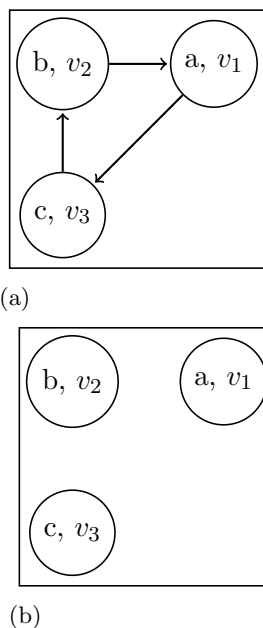 b, v₂ a, v₁
c, v₃
(a)
b, v₂ a, v₁
c, v₃
(b)